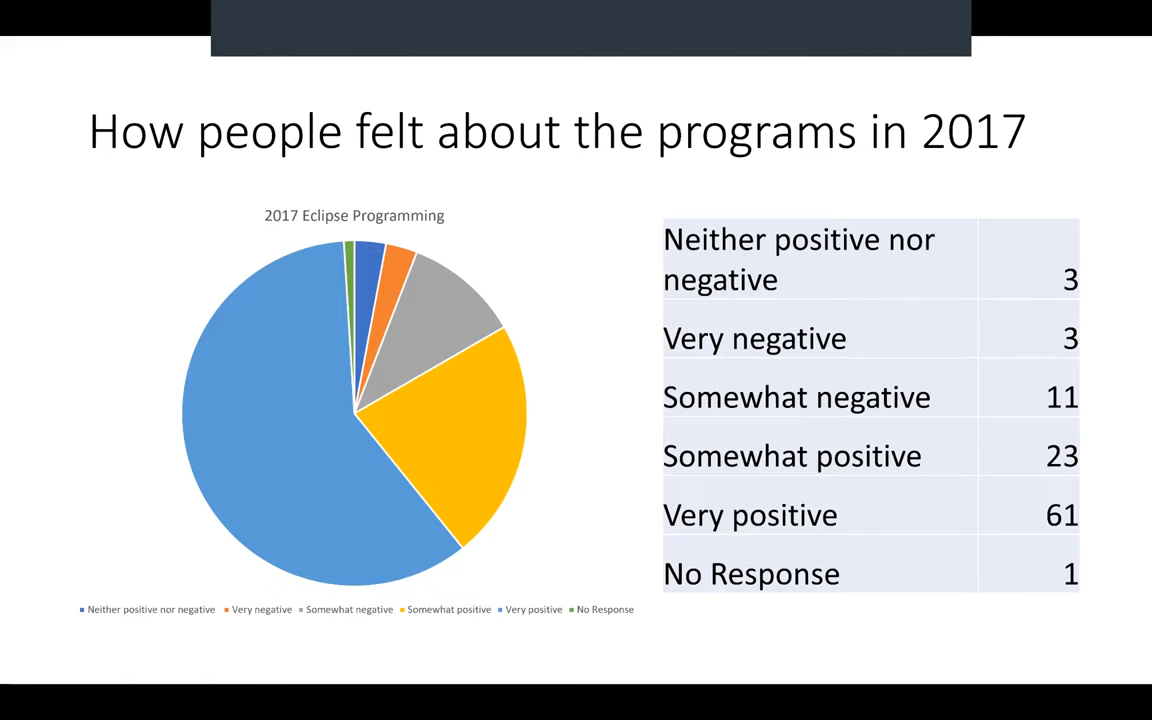 How people felt about the programs in 2017
2017 Eclipse Programming
Neither positive nor negative Very negative Somewhat negative Somewhat positive Very positive No Response
Neither positive nor
negative 3
Very negative 3
Somewhat negative 11
Somewhat positive 23
Very positive 61
No Response 1